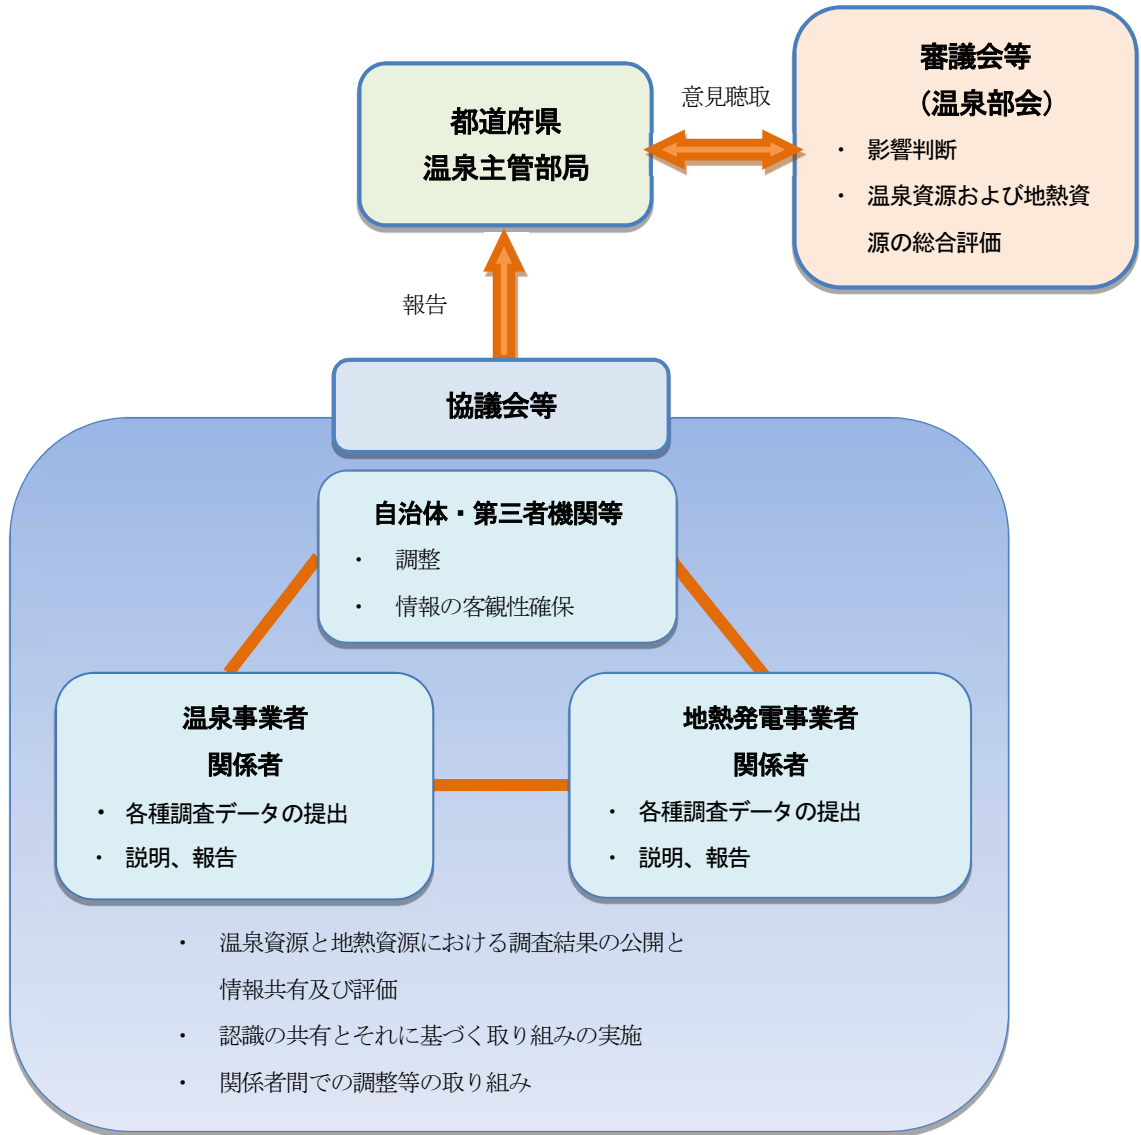 審議会等
（温泉部会）
・ 影響判断
・ 温泉資源および地熱資
源の総合評価
意見聴取
都道府県
温泉主管部局
報告
協議会等
自治体・第三者機関等
・ 調整
・ 情報の客観性確保
温泉事業者
関係者
・ 各種調査データの提出
・ 説明、報告
地熱発電事業者
関係者
・ 各種調査データの提出
・ 説明、報告
・ 温泉資源と地熱資源における調査結果の公開と
情報共有及び評価
・ 認識の共有とそれに基づく取り組みの実施
・ 関係者間での調整等の取り組み